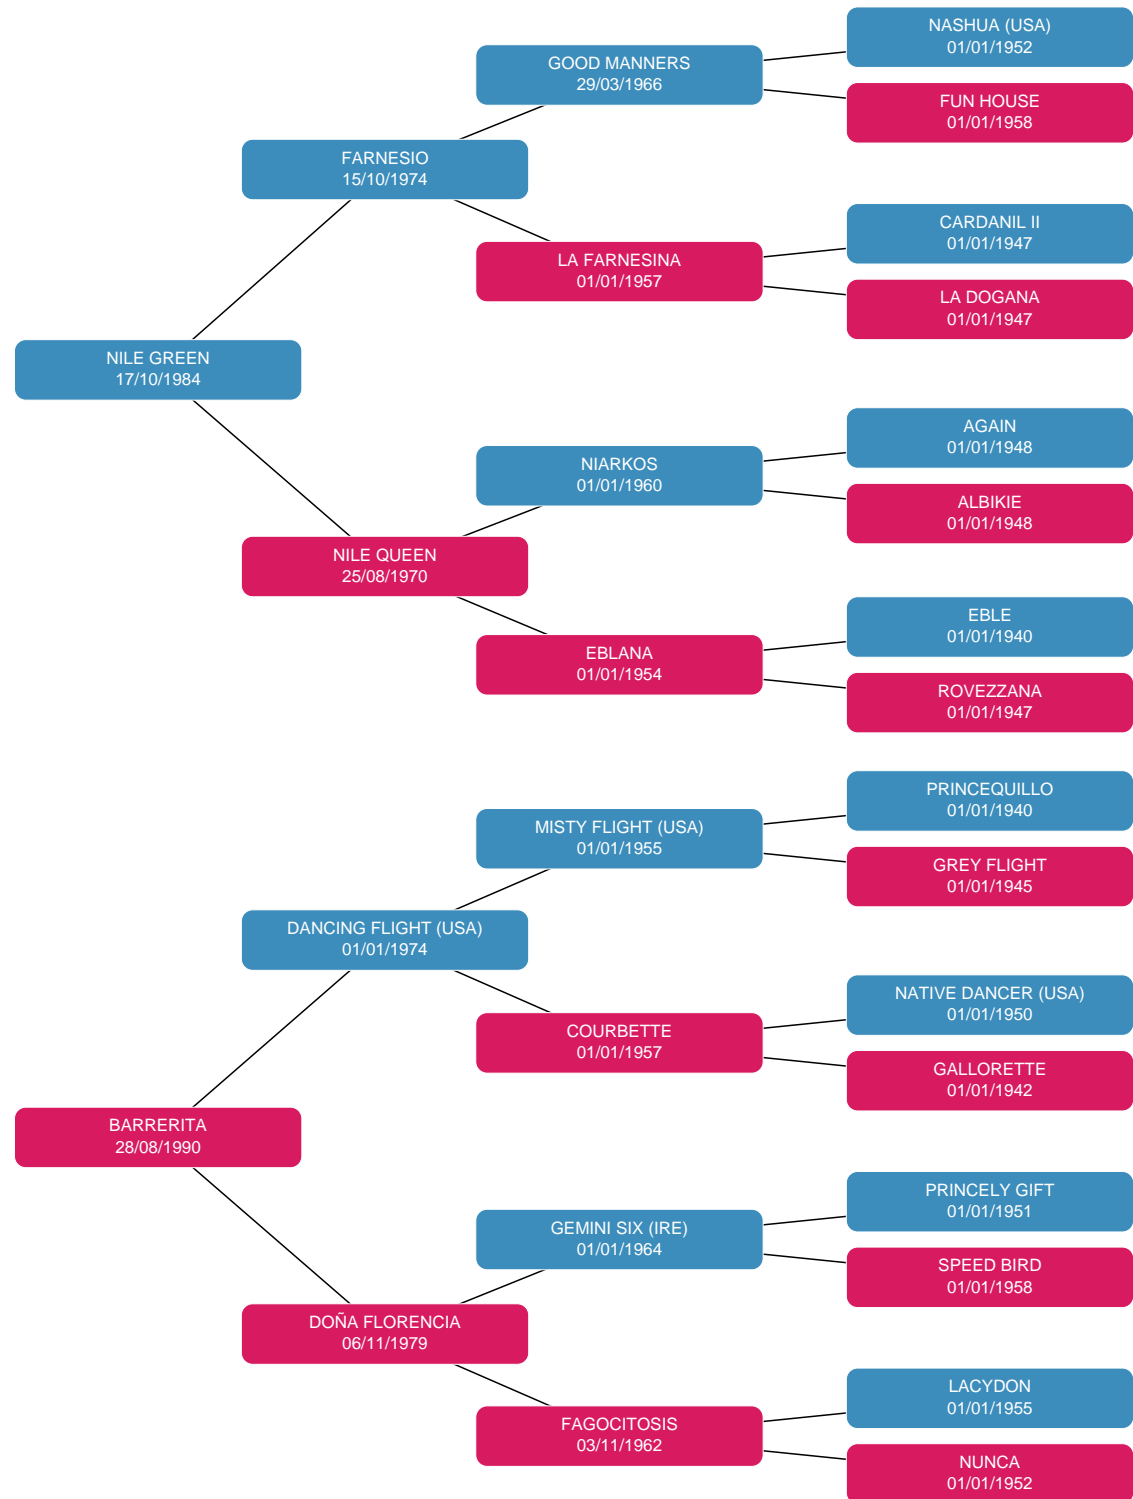 NASHUA (USA)
01/01/1952
GOOD MANNERS
29/03/1966
FUN HOUSE
01/01/1958
FARNESIO
15/10/1974
CARDANIL II
01/01/1947
LA FARNESINA
01/01/1957
LA DOGANA
01/01/1947
NILE GREEN
17/10/1984
AGAIN
01/01/1948
NIARKOS
01/01/1960
ALBIKIE
01/01/1948
NILE QUEEN
25/08/1970
EBLE
01/01/1940
EBLANA
01/01/1954
ROVEZZANA
01/01/1947
PRINCEQUILLO
01/01/1940
MISTY FLIGHT (USA)
01/01/1955
GREY FLIGHT
01/01/1945
DANCING FLIGHT (USA)
01/01/1974
NATIVE DANCER (USA)
01/01/1950
COURBETTE
01/01/1957
GALLORETTE
01/01/1942
BARRERITA
28/08/1990
PRINCELY GIFT
01/01/1951
GEMINI SIX (IRE)
01/01/1964
SPEED BIRD
01/01/1958
DOÑA FLORENCIA
06/11/1979
LACYDON
01/01/1955
FAGOCITOSIS
03/11/1962
NUNCA
01/01/1952